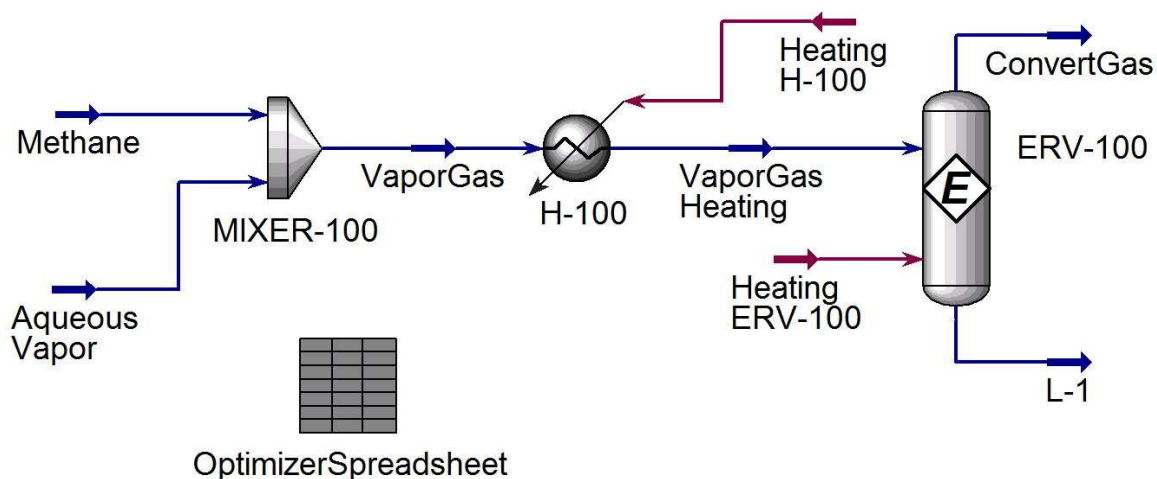 Heating
H-100
ConvertGas
Methane
VaporGas
H-100
VaporGas
Heating
ERV-100
E
MIXER-100
Aqueous
Vapor
Heating
ERV-100
L-1
OptimizerSpreadsheet